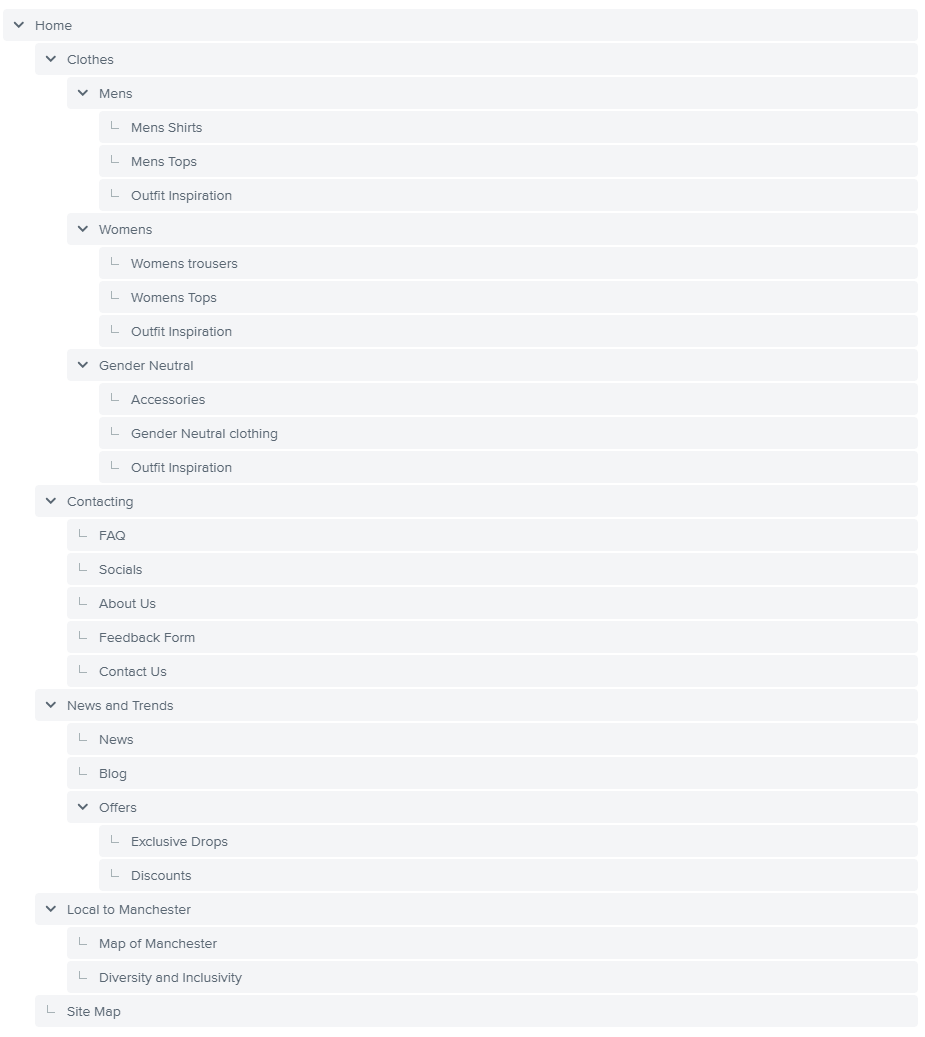 Home
Clothes
Mens
Mens Shirts
Mens Tops
Outfit Inspiration
Womens
Womens trousers
Womens Tops
Outfit Inspiration
Gender Neutral
Accessories
Gender Neutral clothing
Outfit Inspiration
Contacting
FAQ
Socials
About Us
Feedback Form
Contact Us
News and Trends
News
Blog
Offers
Exclusive Drops
Discounts
Local to Manchester
Map of Manchester
Diversity and Inclusivity
Site Map